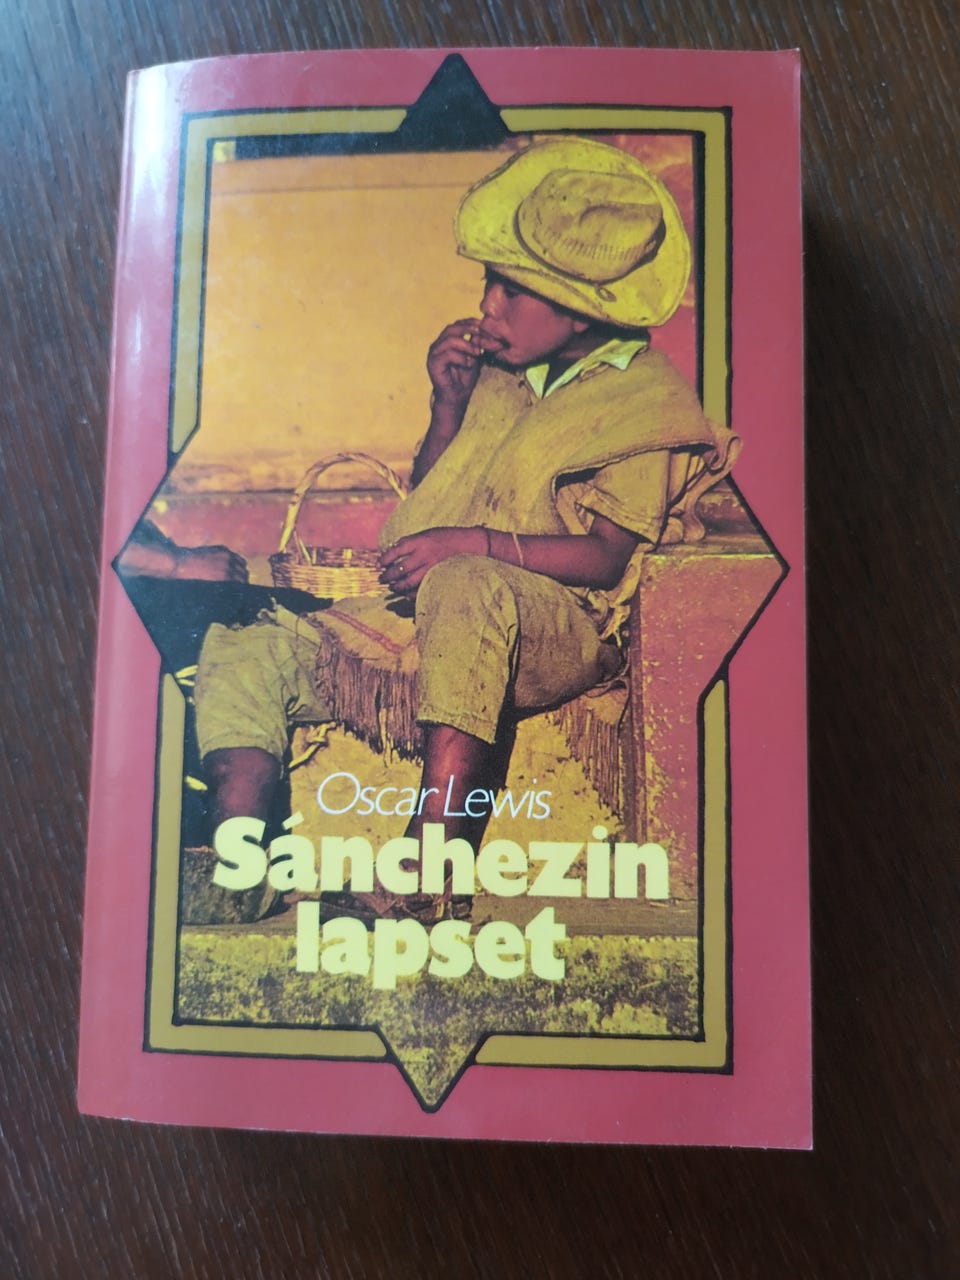 Oscar Lewis
Sánchezin
lapset